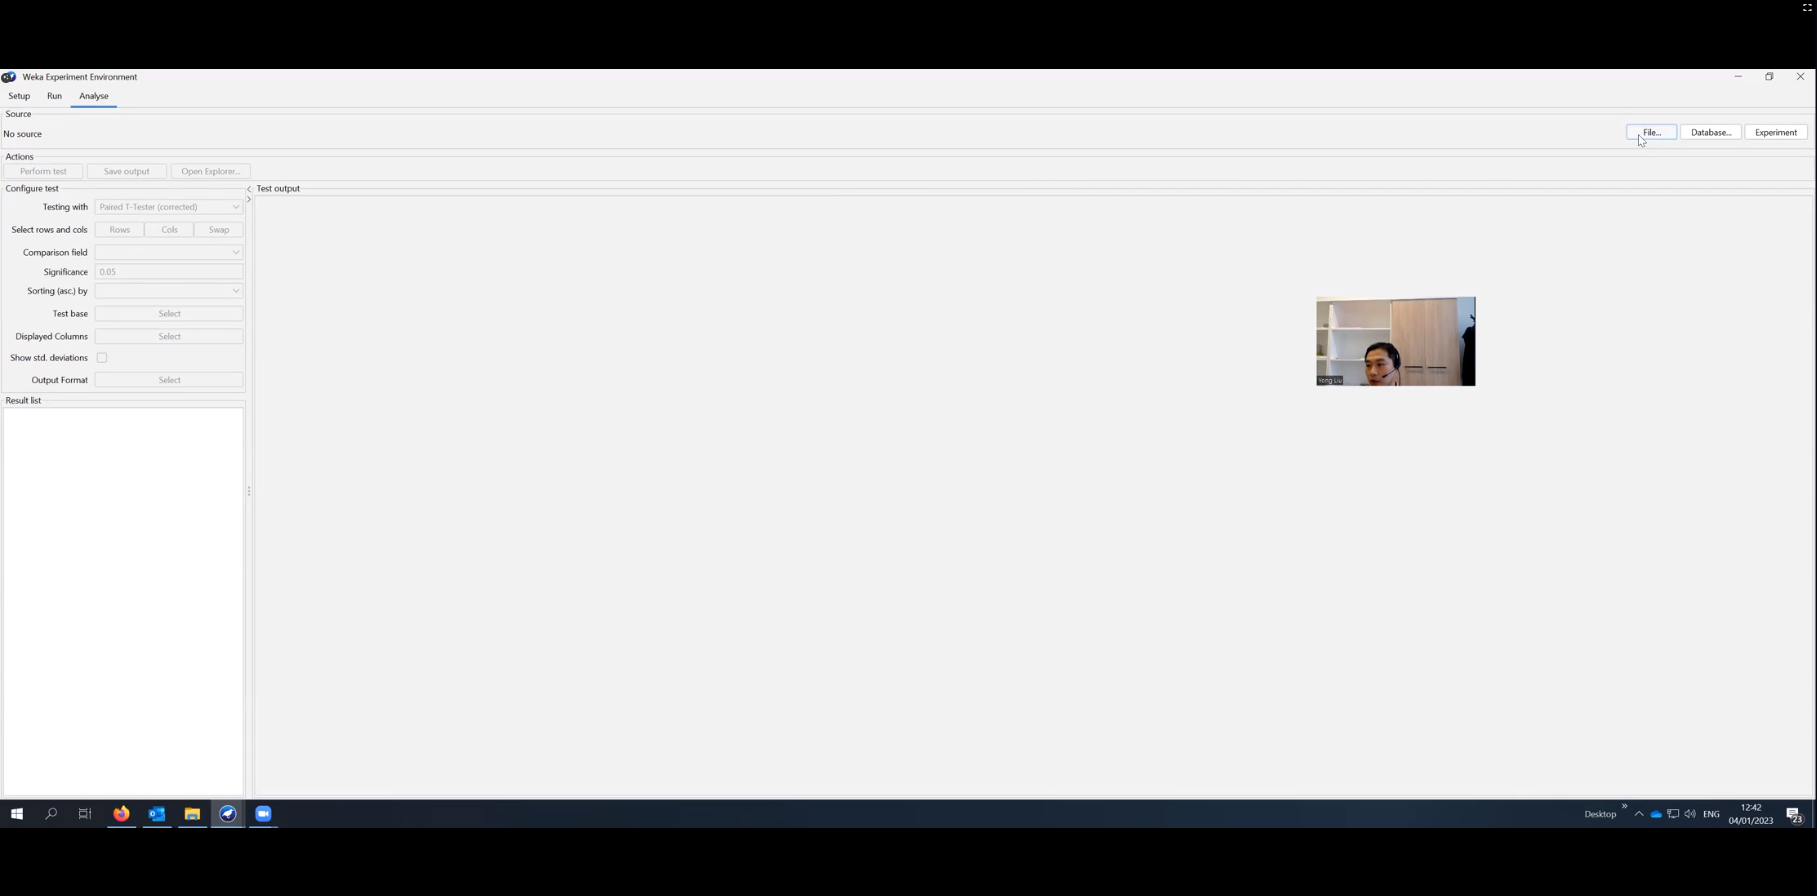 Weka Experiment Environment
Setup Run Analyse
Source
No source File... Database... Experiment
Actions
Perform test Save output Open Explorer...
Configure test
Testing with Paired T-Tester (corrected)
Select rows and cols Rows Cols Swap
Comparison field
Significance 0.05
Sorting (asc.) by
Test base Select
Displayed Columns Select
Show std. deviations
Output Format Select
Result list
Test output
Yong Liu
Desktop » ENG 12:42
04/01/2023
23